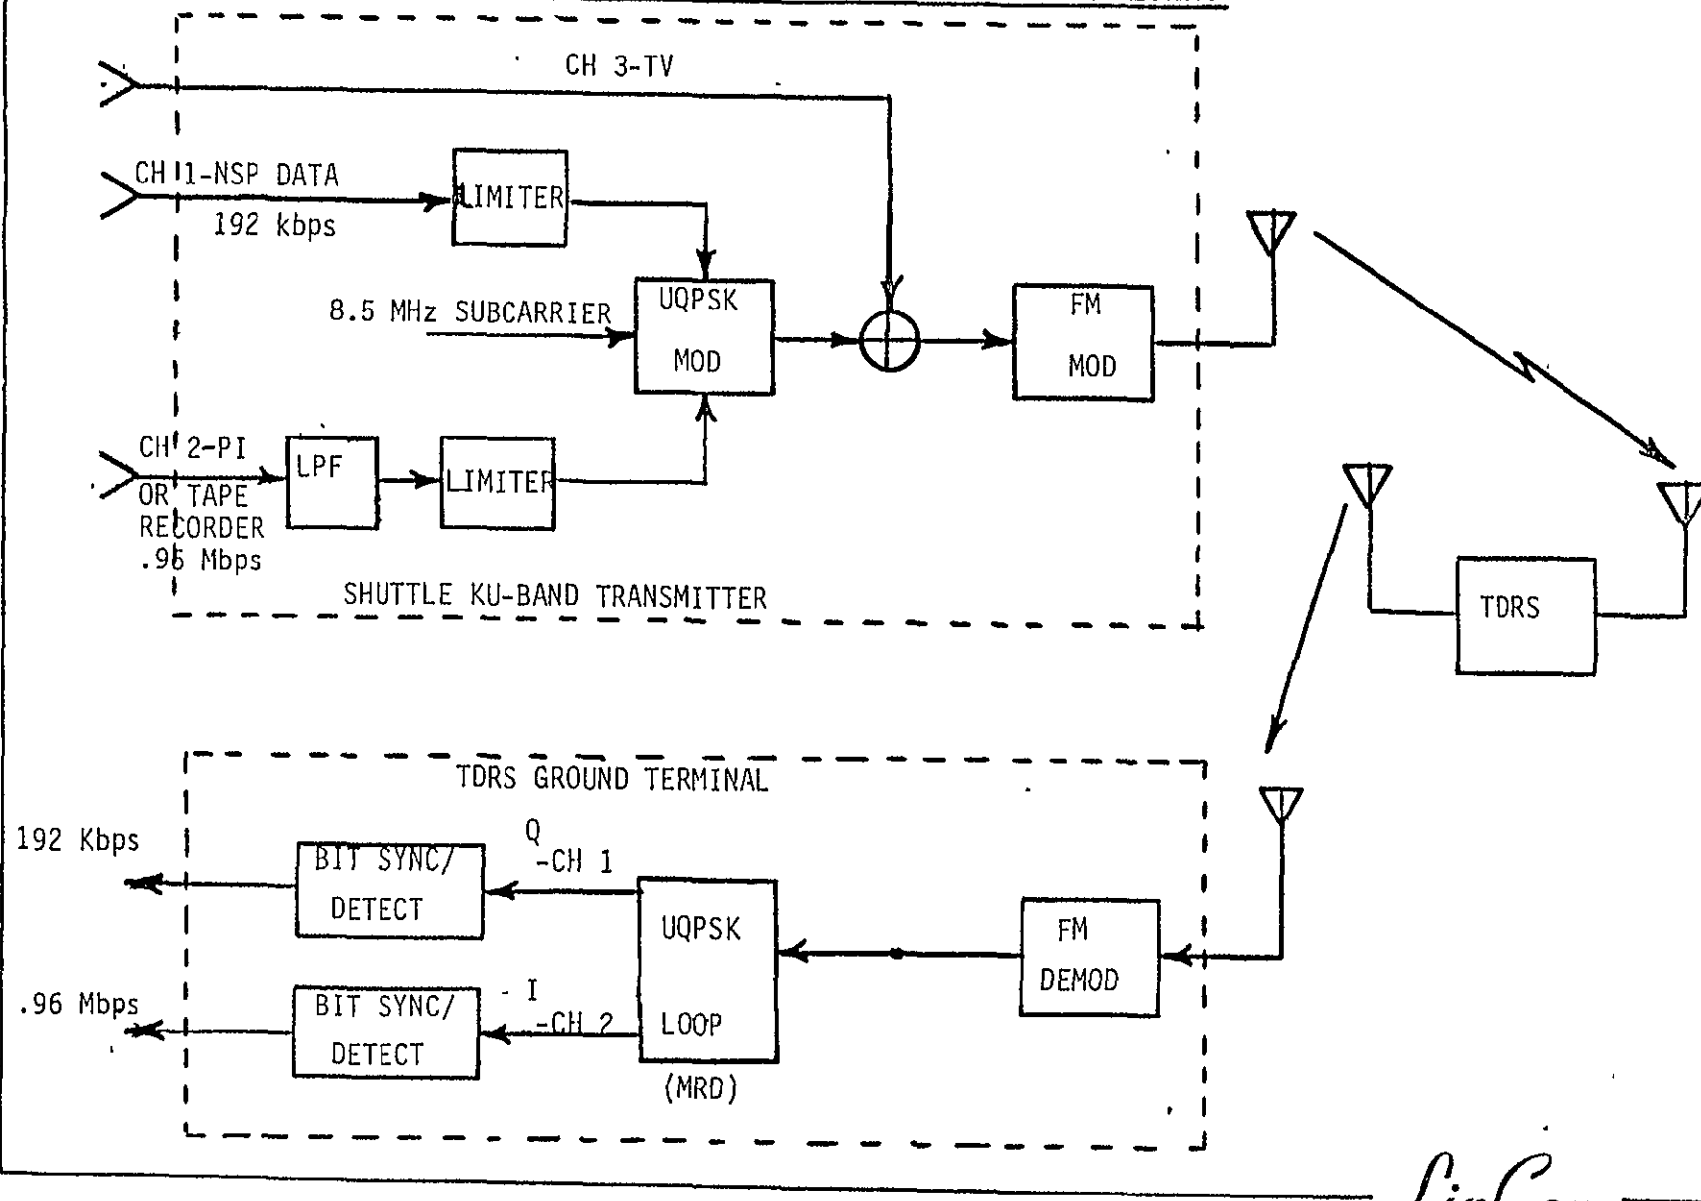 CH 3-TV
CH 1-NSP DATA
192 kbps
LIMITER
8.5 MHz SUBCARRIER
UQPSK
MOD
FM
MOD
CH 2-PI
OR TAPE
RECORDER
.96 Mbps
LPF
LIMITER
SHUTTLE KU-BAND TRANSMITTER
TDRS
TDRS GROUND TERMINAL
192 Kbps
BIT SYNC/
DETECT
Q
-CH 1
UQPSK
LOOP
(MRD)
FM
DEMOD
.96 Mbps
BIT SYNC/
DETECT
I
-CH 2